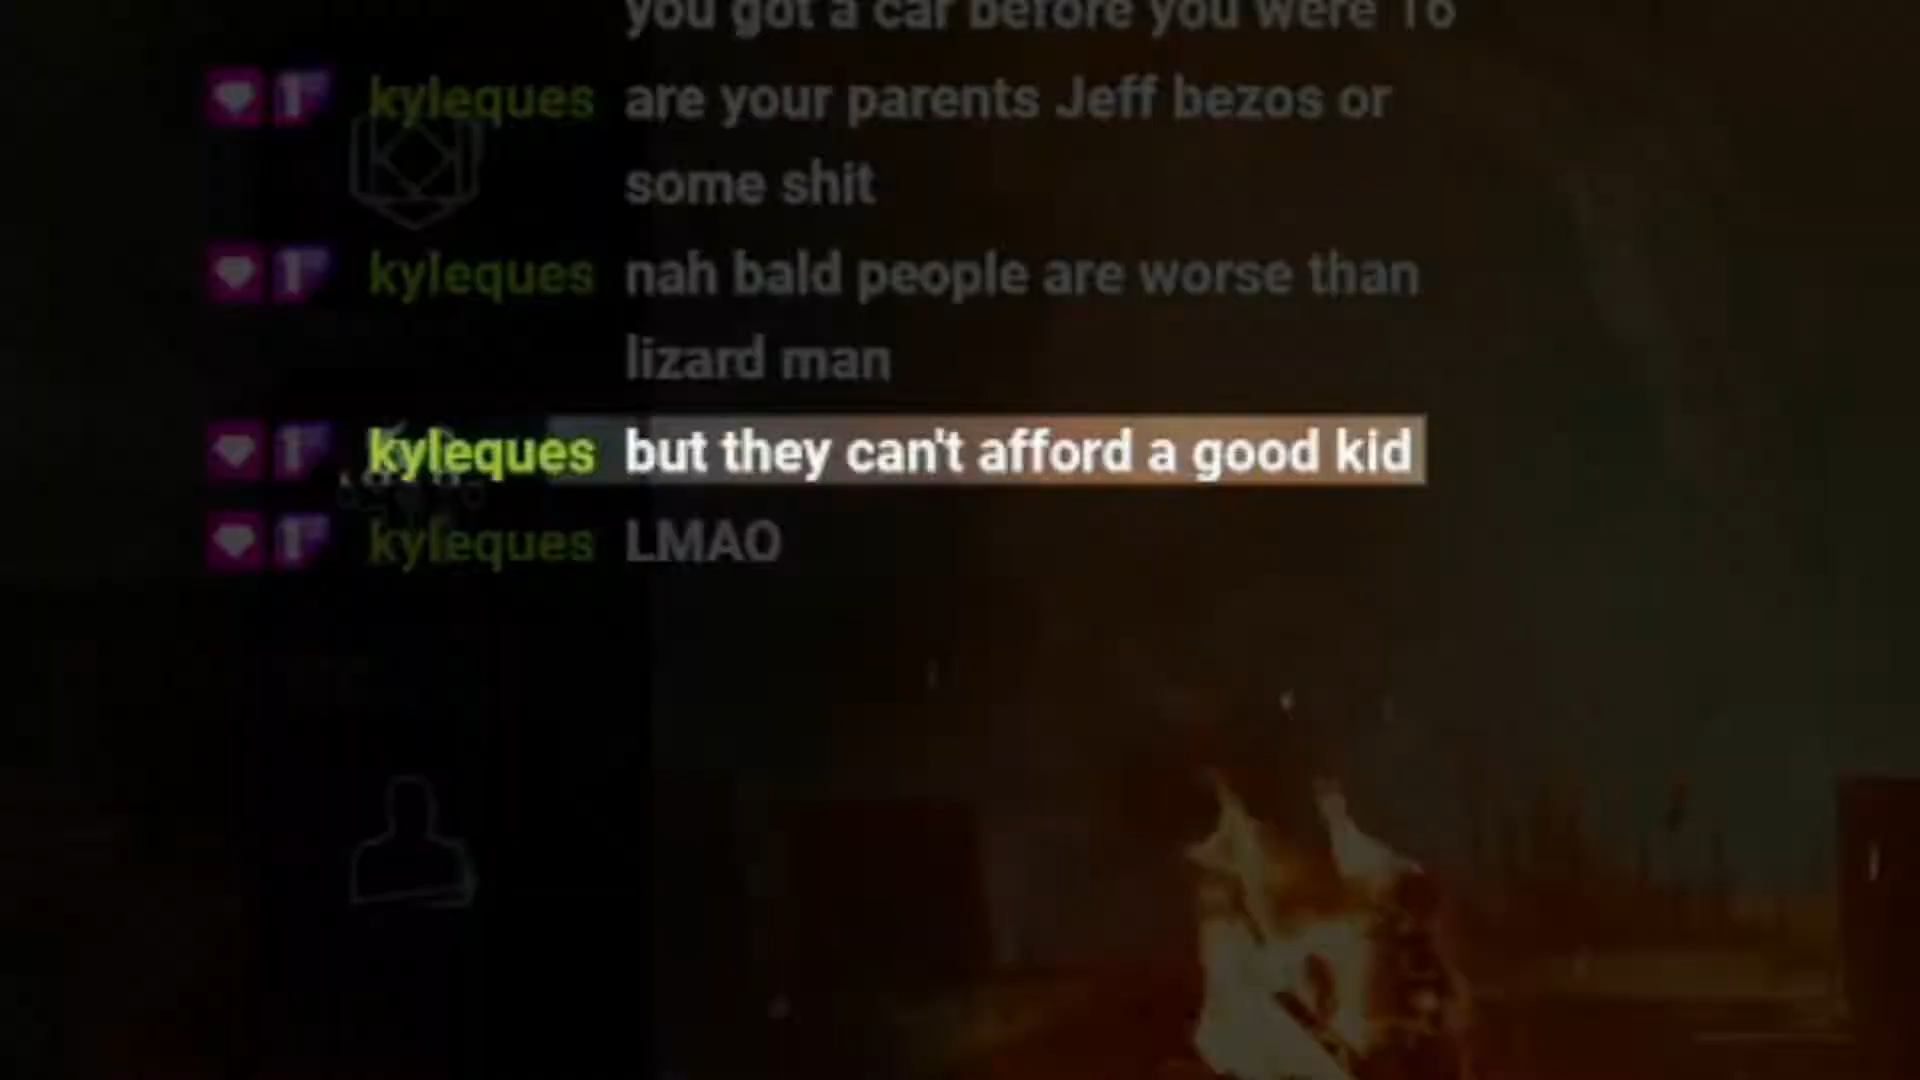 you got a car before you were 16
kyleques are your parents Jeff bezos or
some shit
kyleques nah bald people are worse than
lizard man
kyleques but they can't afford a good kid
kyleques LMAO